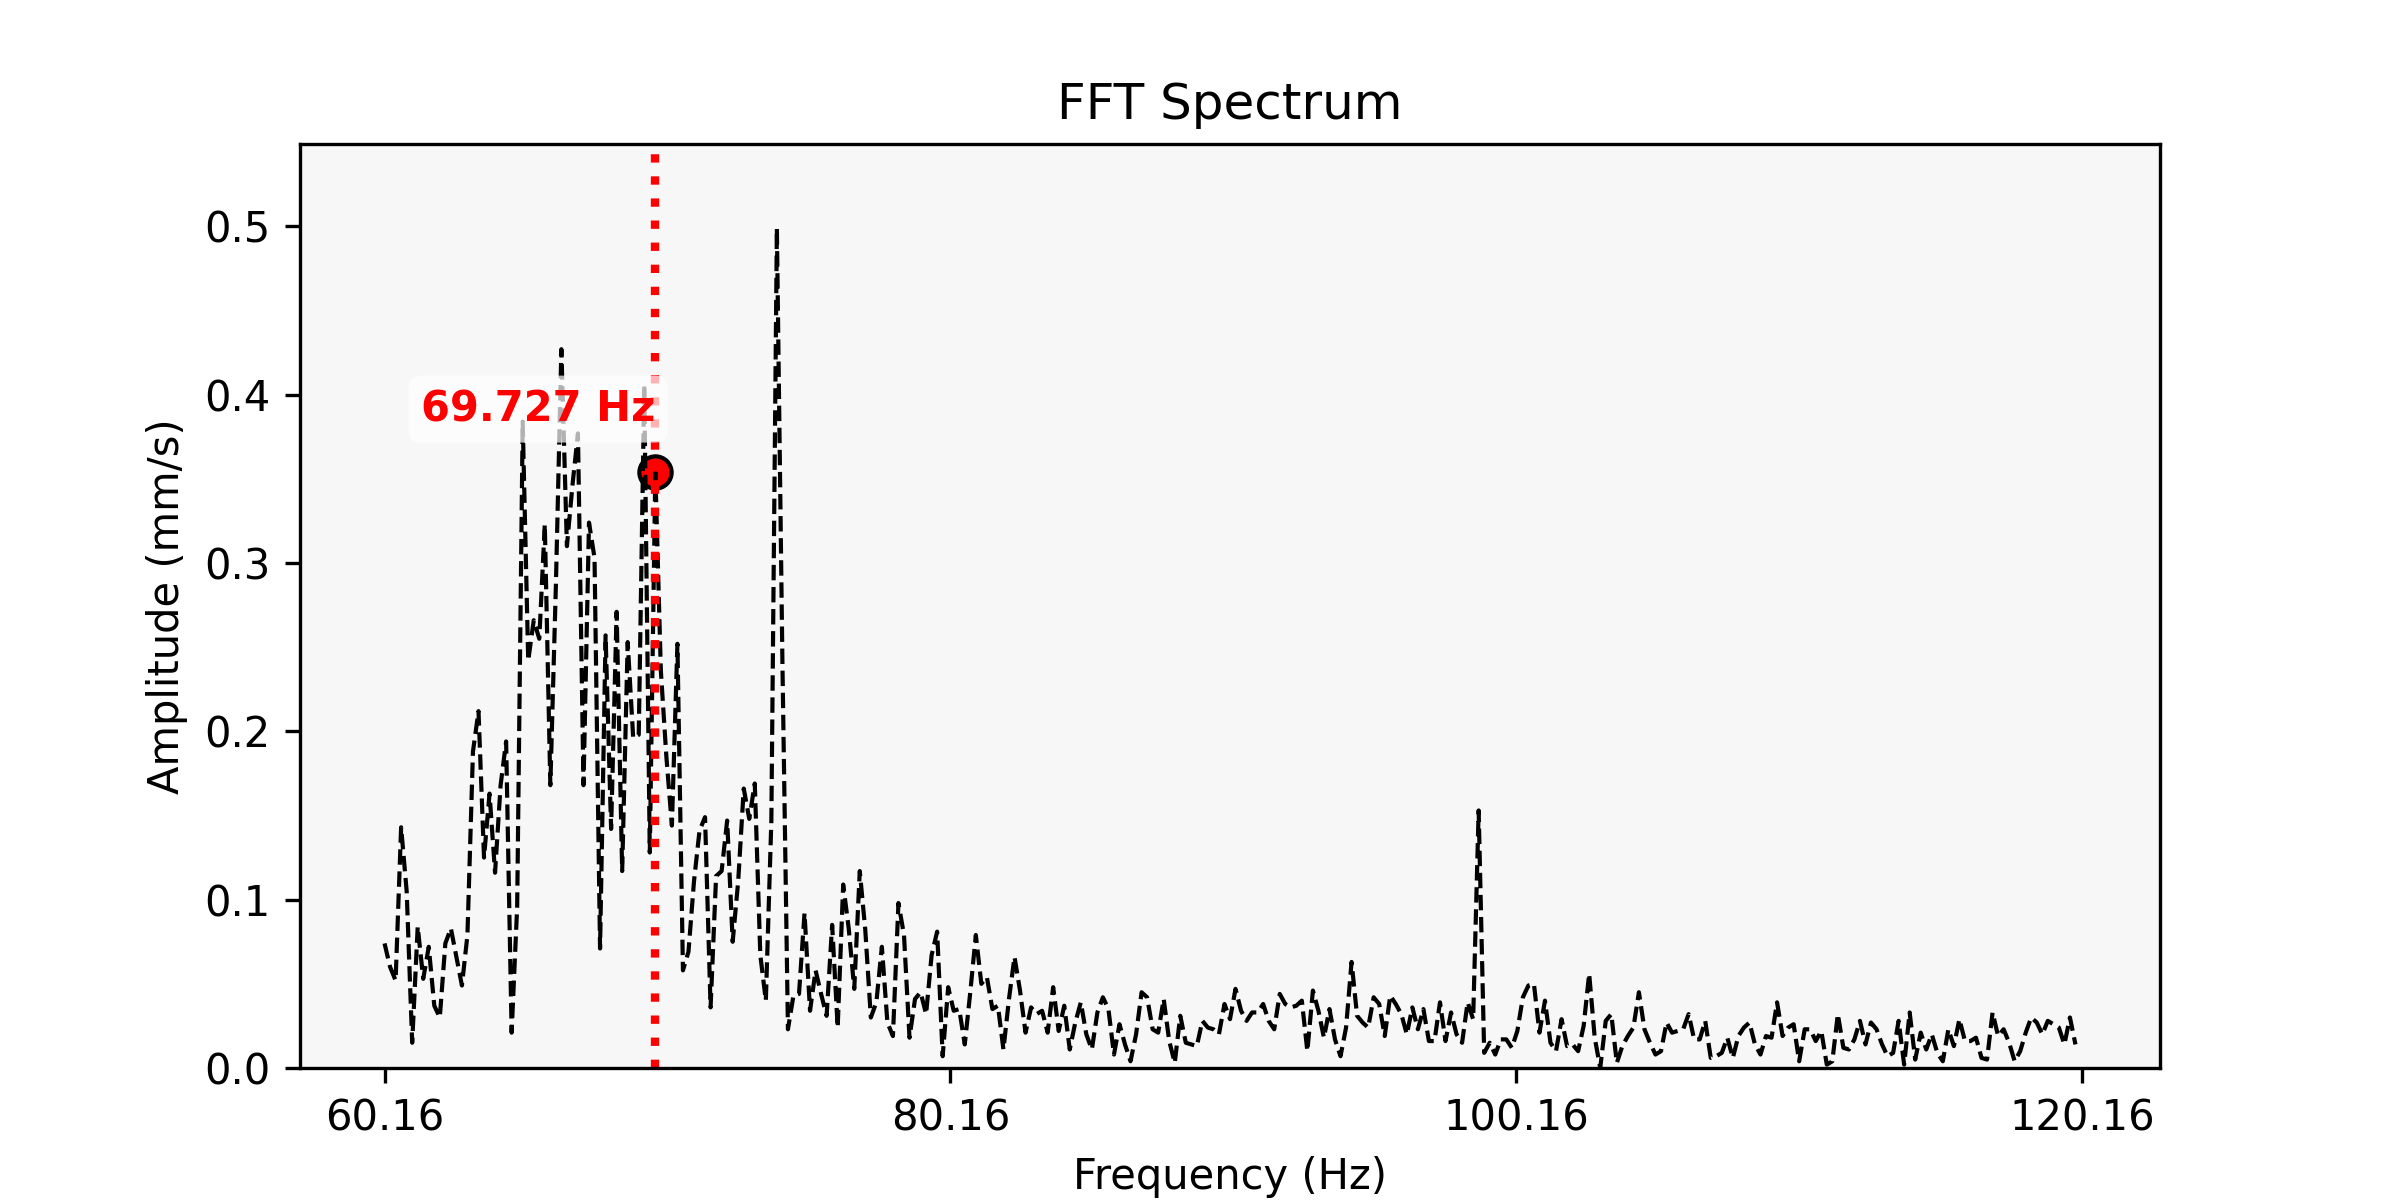 FFT Spectrum
69.727 Hz
Amplitude (mm/s)
0.5
0.4
0.3
0.2
0.1
0.0
60.16 80.16 100.16 120.16
Frequency (Hz)